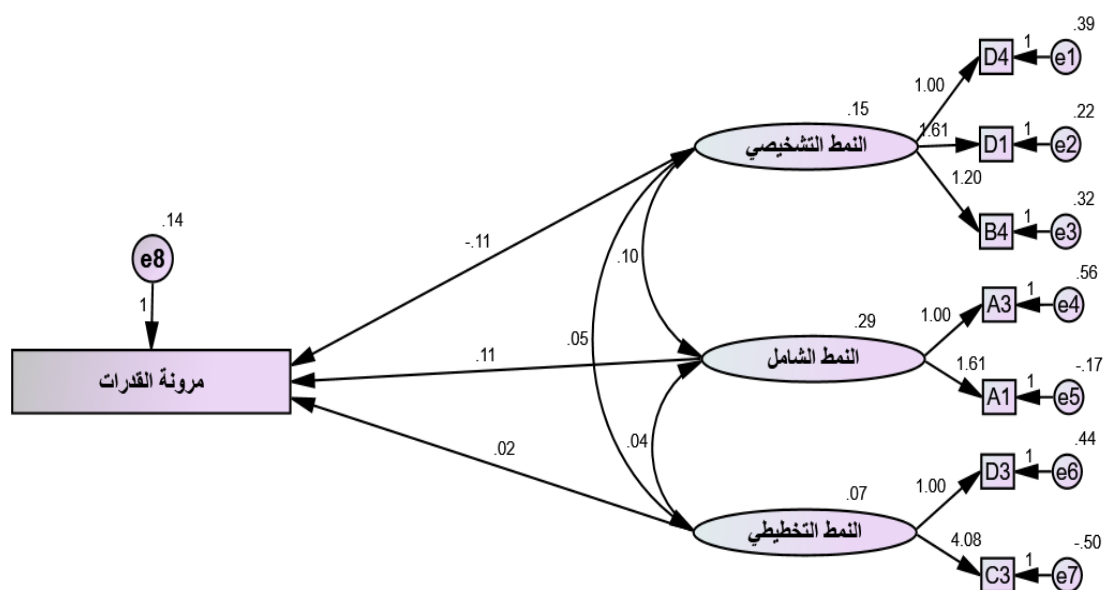 .39
D4
1
e1
1.00
.15
.22
النمط التشخيصي
1.61
D1
1
e2
1.20
.32
B4
1
e3
.14
e8
1
-.11
.10
.56
A3
1
e4
1.00
.29
.05
النمط الشامل
.11
1.61
-.17
A1
1
e5
مرونة القدرات
.04
.02
.44
D3
1
e6
1.00
.07
النمط التخطيطي
4.08
-.50
C3
1
e7